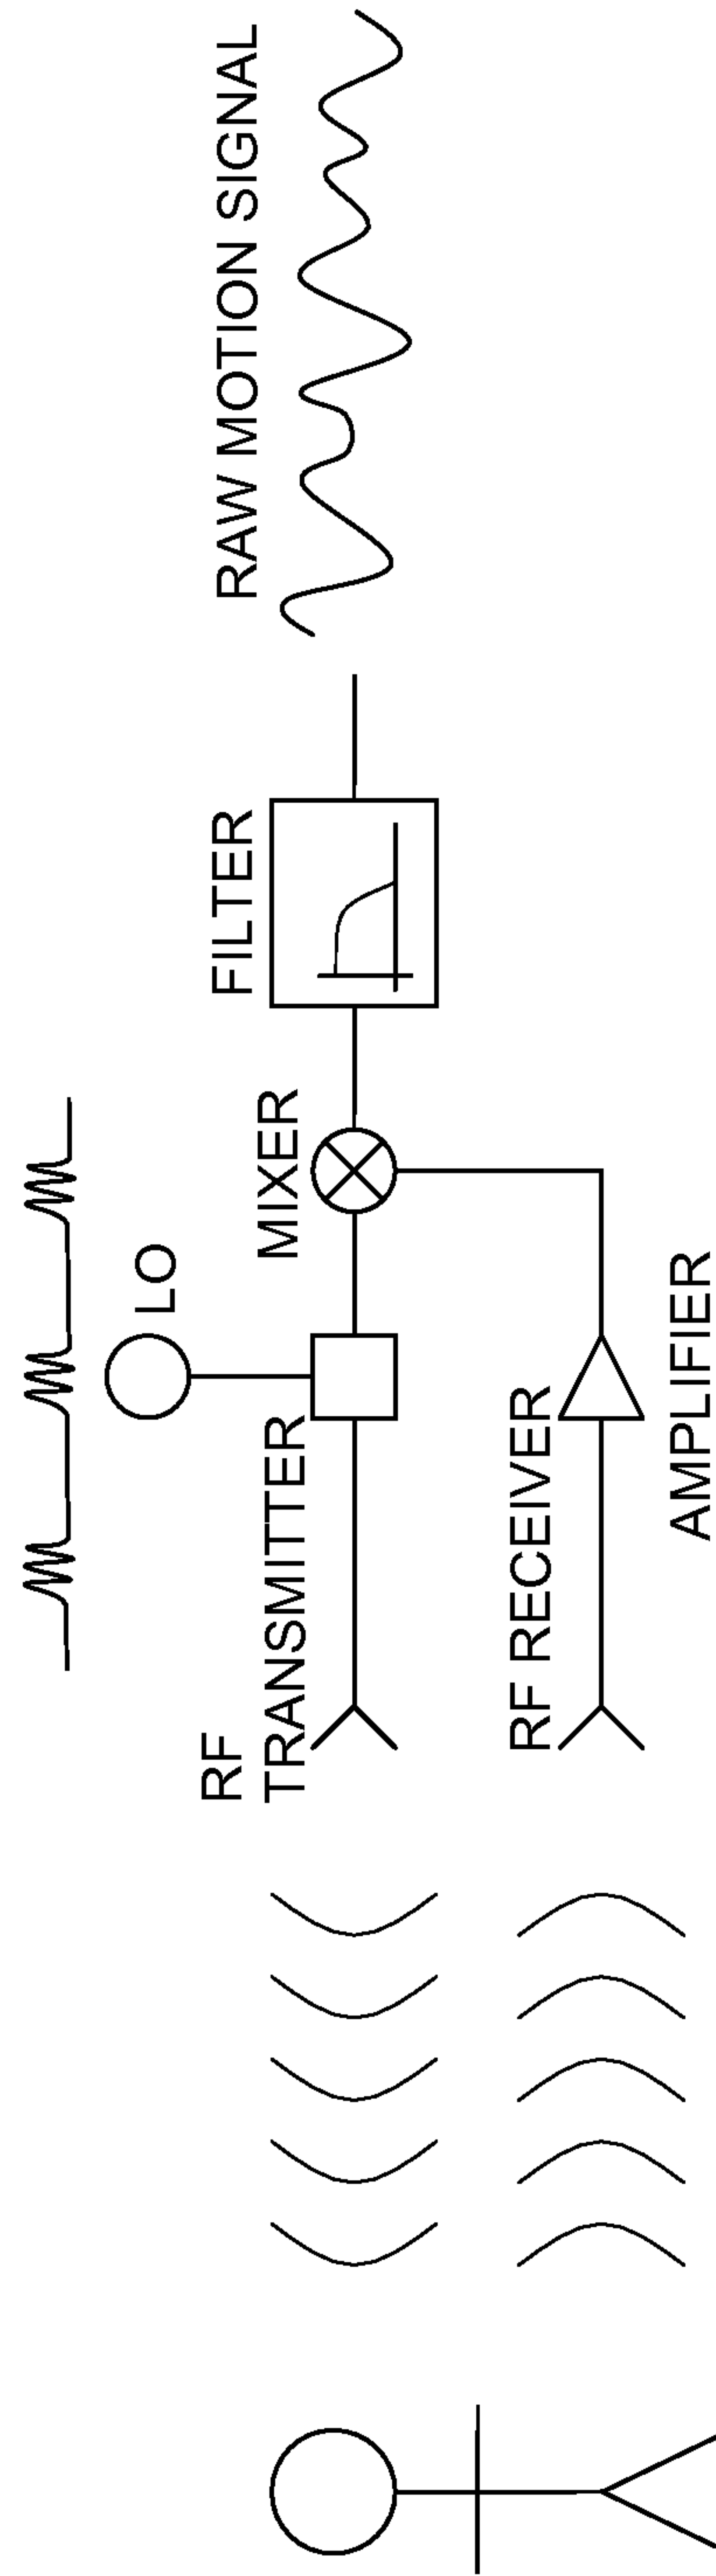 LO
RF
TRANSMITTER
MIXER
FILTER
RAW MOTION SIGNAL
RF RECEIVER
AMPLIFIER